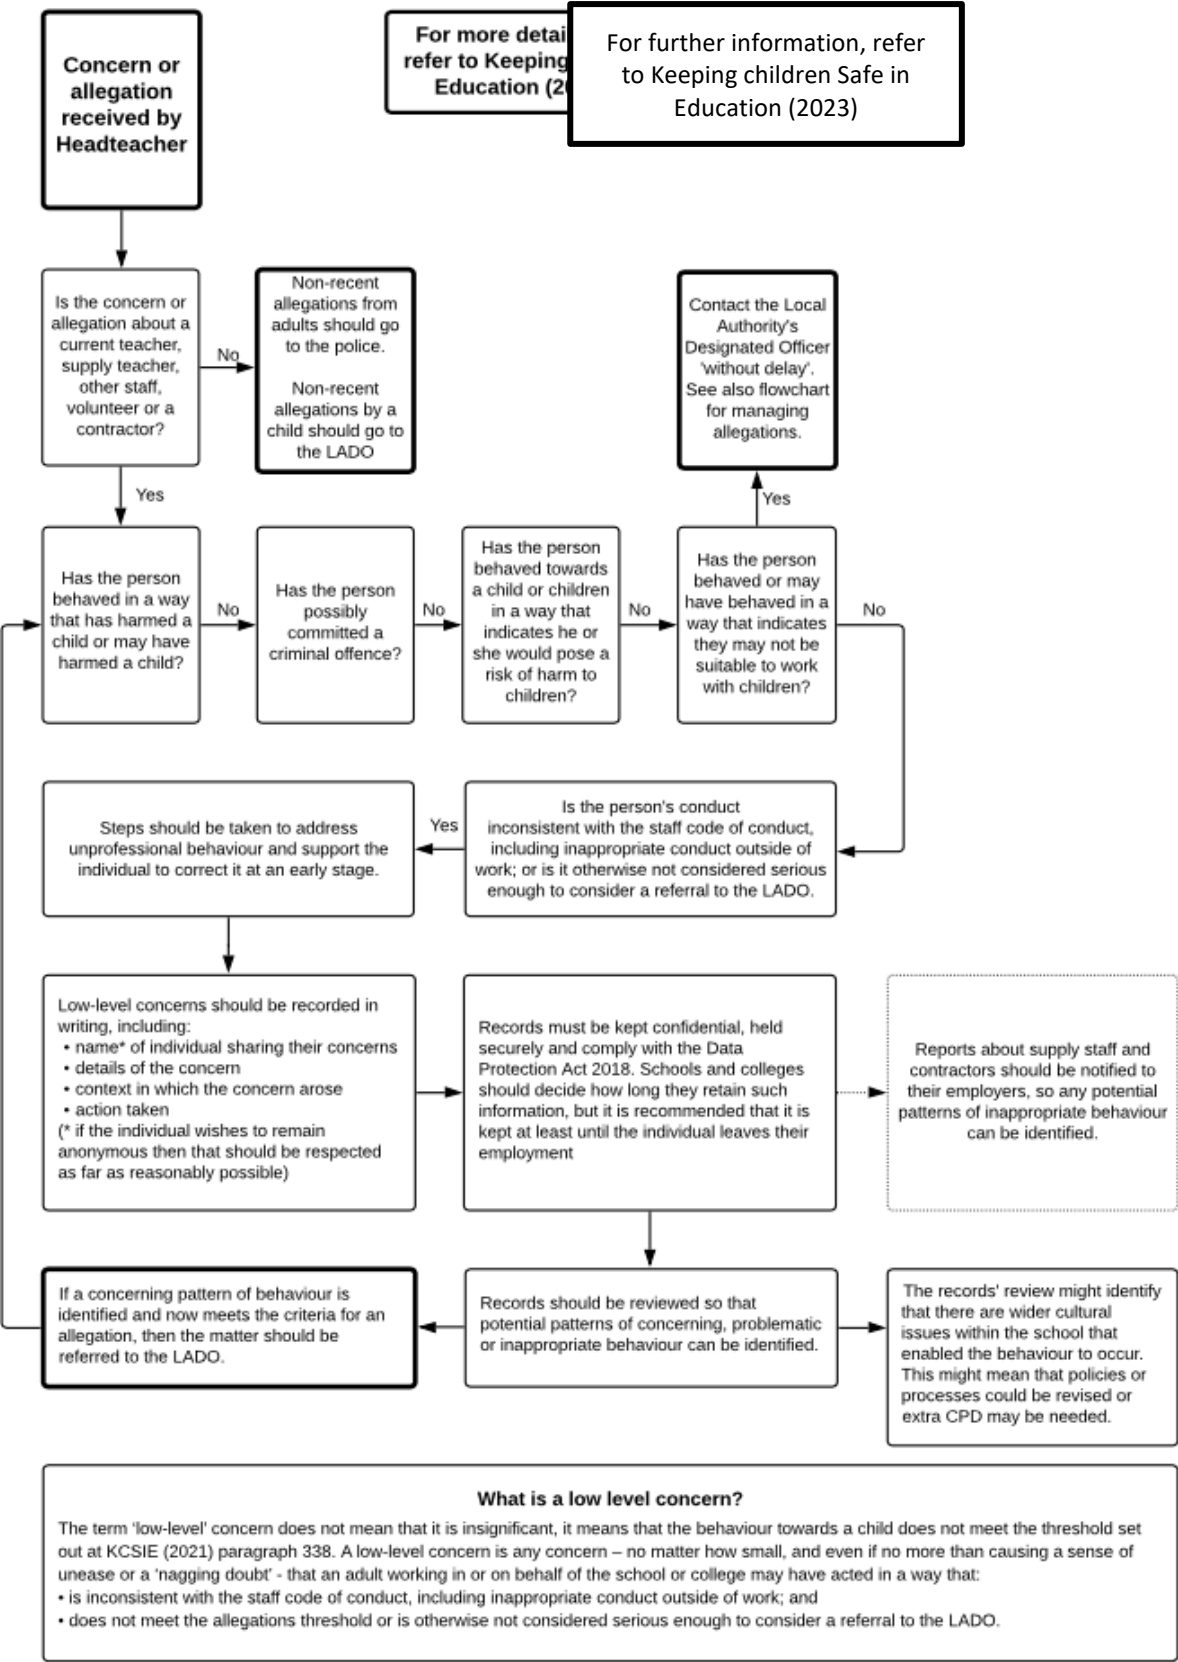 Concern or
allegation
received by
Headteacher
For more detai
refer to Keeping
Education (20
For further information, refer
to Keeping children Safe in
Education (2023)
Is the concern or
allegation about a
current teacher,
supply teacher,
other staff,
volunteer or a
contractor?
No
Non-recent
allegations from
adults should go
to the police.
Non-recent
allegations by a
child should go to
the LADO
Contact the Local
Authority's
Designated Officer
'without delay'.
See also flowchart
for managing
allegations.
Yes
Yes
Has the person
behaved in a way
that has harmed a
child or may have
harmed a child?
No
Has the person
possibly
committed a
criminal offence?
No
Has the person
behaved towards
a child or children
in a way that
indicates he or
she would pose a
risk of harm to
children?
No
Has the person
behaved or may
have behaved in a
way that indicates
they may not be
suitable to work
with children?
No
Steps should be taken to address
unprofessional behaviour and support the
individual to correct it at an early stage.
Yes
Is the person's conduct
inconsistent with the staff code of conduct,
including inappropriate conduct outside of
work; or is it otherwise not considered serious
enough to consider a referral to the LADO.
Low-level concerns should be recorded in
writing, including:
• name* of individual sharing their concerns
• details of the concern
• context in which the concern arose
• action taken
(* if the individual wishes to remain
anonymous then that should be respected
as far as reasonably possible)
Records must be kept confidential, held
securely and comply with the Data
Protection Act 2018. Schools and colleges
should decide how long they retain such
information, but it is recommended that it is
kept at least until the individual leaves their
employment
Reports about supply staff and
contractors should be notified to
their employers, so any potential
patterns of inappropriate behaviour
can be identified.
If a concerning pattern of behaviour is
identified and now meets the criteria for an
allegation, then the matter should be
referred to the LADO.
Records should be reviewed so that
potential patterns of concerning, problematic
or inappropriate behaviour can be identified.
The records' review might identify
that there are wider cultural
issues within the school that
enabled the behaviour to occur.
This might mean that policies or
processes could be revised or
extra CPD may be needed.
What is a low level concern?
The term 'low-level' concern does not mean that it is insignificant, it means that the behaviour towards a child does not meet the threshold set
out at KCSIE (2021) paragraph 338. A low-level concern is any concern – no matter how small, and even if no more than causing a sense of
unease or a 'nagging doubt' - that an adult working in or on behalf of the school or college may have acted in a way that:
• is inconsistent with the staff code of conduct, including inappropriate conduct outside of work; and
• does not meet the allegations threshold or is otherwise not considered serious enough to consider a referral to the LADO.